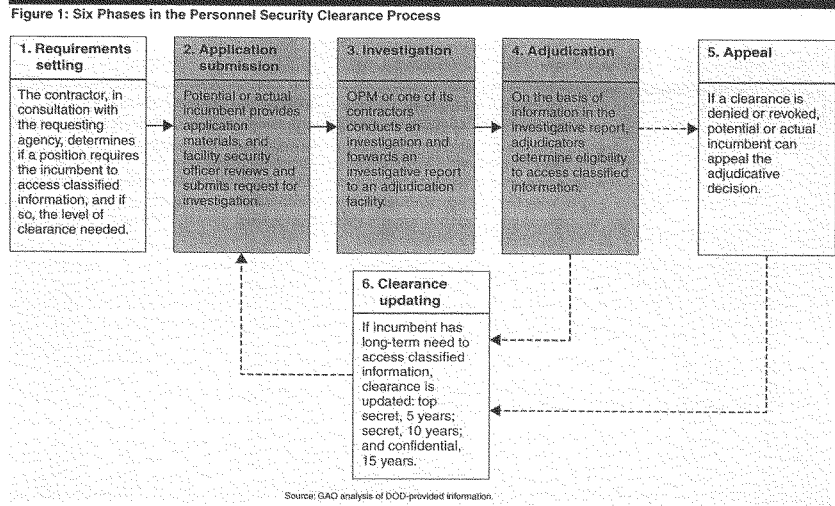 Figure 1: Six Phases in the Personnel Security Clearance Process
1. Requirements
setting
The contractor, in
consultation with
the requesting
agency, determines
if a position requires
the incumbent to
access classified
information, and if
so, the level of
clearance needed.
2. Application
submission
Potential or actual
incumbent provides
application
materials, and
facility security
officer reviews and
submits request for
investigation.
3. Investigation
OPM or one of its
contractors
conducts an
investigation and
forwards an
investigative report
to an adjudication
facility.
4. Adjudication
On the basis of
information in the
investigative report,
adjudicators
determine eligibility
to access classified
information.
5. Appeal
If a clearance is
denied or revoked,
potential or actual
incumbent can
appeal the
adjudicative
decision.
6. Clearance
updating
If incumbent has
long-term need to
access classified
information,
clearance is
updated: top
secret, 5 years;
secret, 10 years;
and confidential,
15 years.
Source: GAO analysis of DOD-provided information.